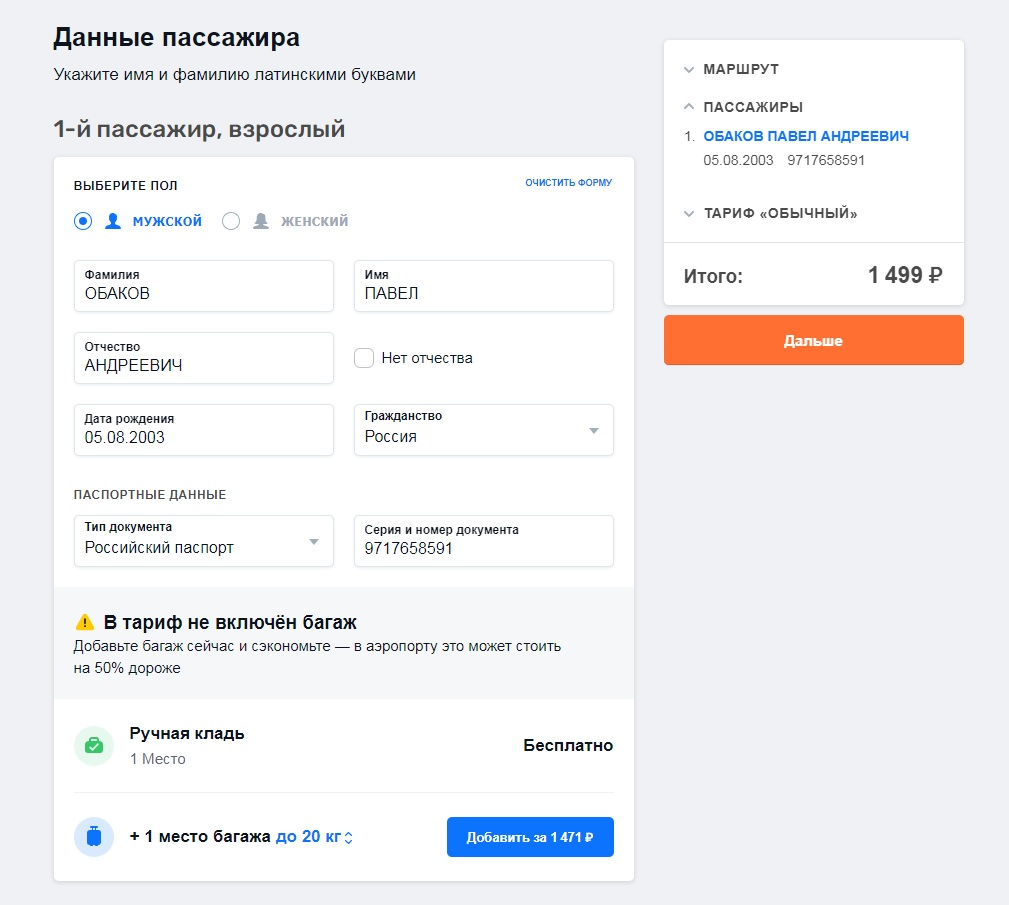 Данные пассажира
Укажите имя и фамилию латинскими буквами
1-й пассажир, взрослый
ВЫБЕРИТЕ ПОЛ
ОЧИСТИТЬ ФОРМУ
МУЖСКОЙ ЖЕНСКИЙ
Фамилия
ОБАКОВ
Имя
ПАВЕЛ
Отчество
АНДРЕЕВИЧ
Нет отчества
Дата рождения
05.08.2003
Гражданство
Россия
ПАСПОРТНЫЕ ДАННЫЕ
Тип документа
Российский паспорт
Серия и номер документа
9717658591
В тариф не включён багаж
Добавьте багаж сейчас и сэкономьте — в аэропорту это может стоить
на 50% дороже
Ручная кладь
1 Место
Бесплатно
+ 1 место багажа до 20 кг
Добавить за 1 471 ₽
МАРШРУТ
ПАССАЖИРЫ
1. ОБАКОВ ПАВЕЛ АНДРЕЕВИЧ
05.08.2003 9717658591
ТАРИФ «ОБЫЧНЫЙ»
Итого: 1 499 ₽
Дальше